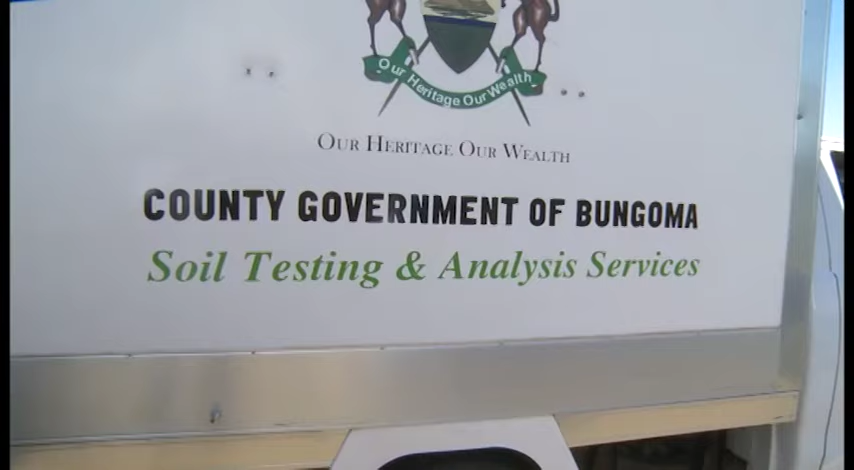 Our Heritage Our Wealth
OUR HERITAGE OUR WEALTH
COUNTY GOVERNMENT OF BUNGOMA
Soil Testing & Analysis Services